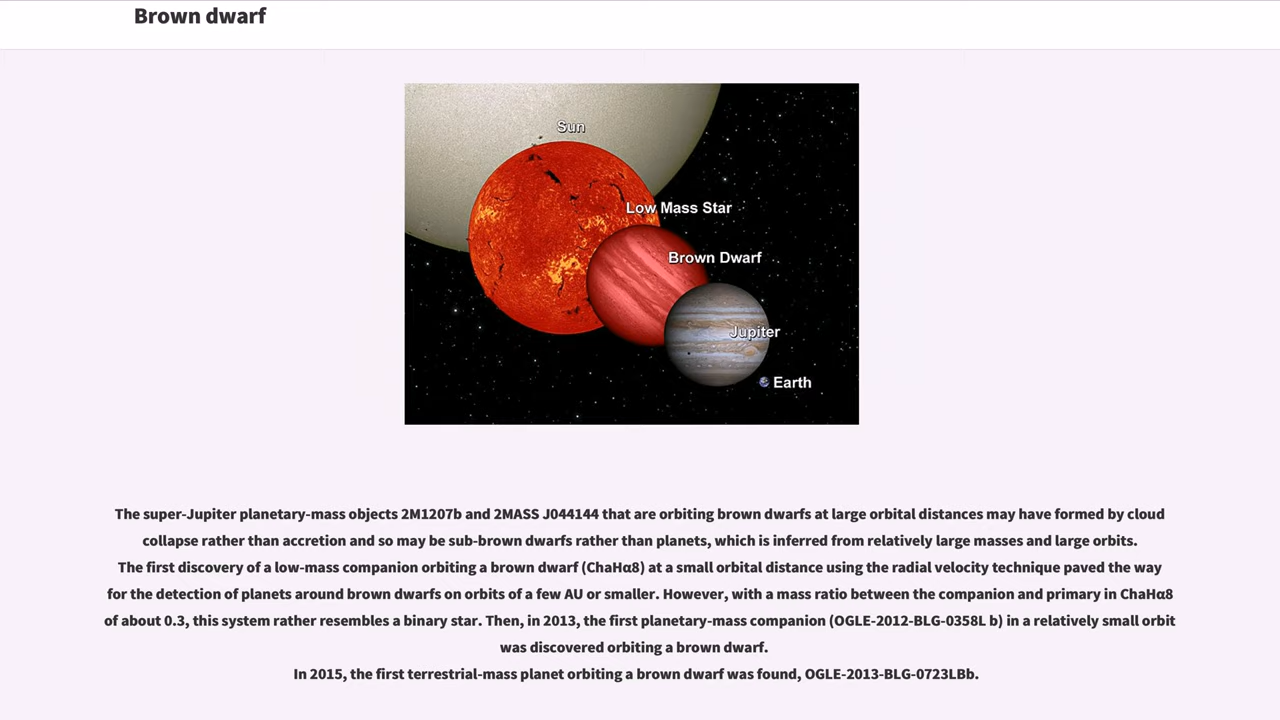 Brown dwarf
Sun
Low Mass Star
Brown Dwarf
Jupiter
Earth
The super-Jupiter planetary-mass objects 2M1207b and 2MASS J044144 that are orbiting brown dwarfs at large orbital distances may have formed by cloud
collapse rather than accretion and so may be sub-brown dwarfs rather than planets, which is inferred from relatively large masses and large orbits.
The first discovery of a low-mass companion orbiting a brown dwarf (ChaHα8) at a small orbital distance using the radial velocity technique paved the way
for the detection of planets around brown dwarfs on orbits of a few AU or smaller. However, with a mass ratio between the companion and primary in ChaHα8
of about 0.3, this system rather resembles a binary star. Then, in 2013, the first planetary-mass companion (OGLE-2012-BLG-0358L b) in a relatively small orbit
was discovered orbiting a brown dwarf.
In 2015, the first terrestrial-mass planet orbiting a brown dwarf was found, OGLE-2013-BLG-0723LBb.